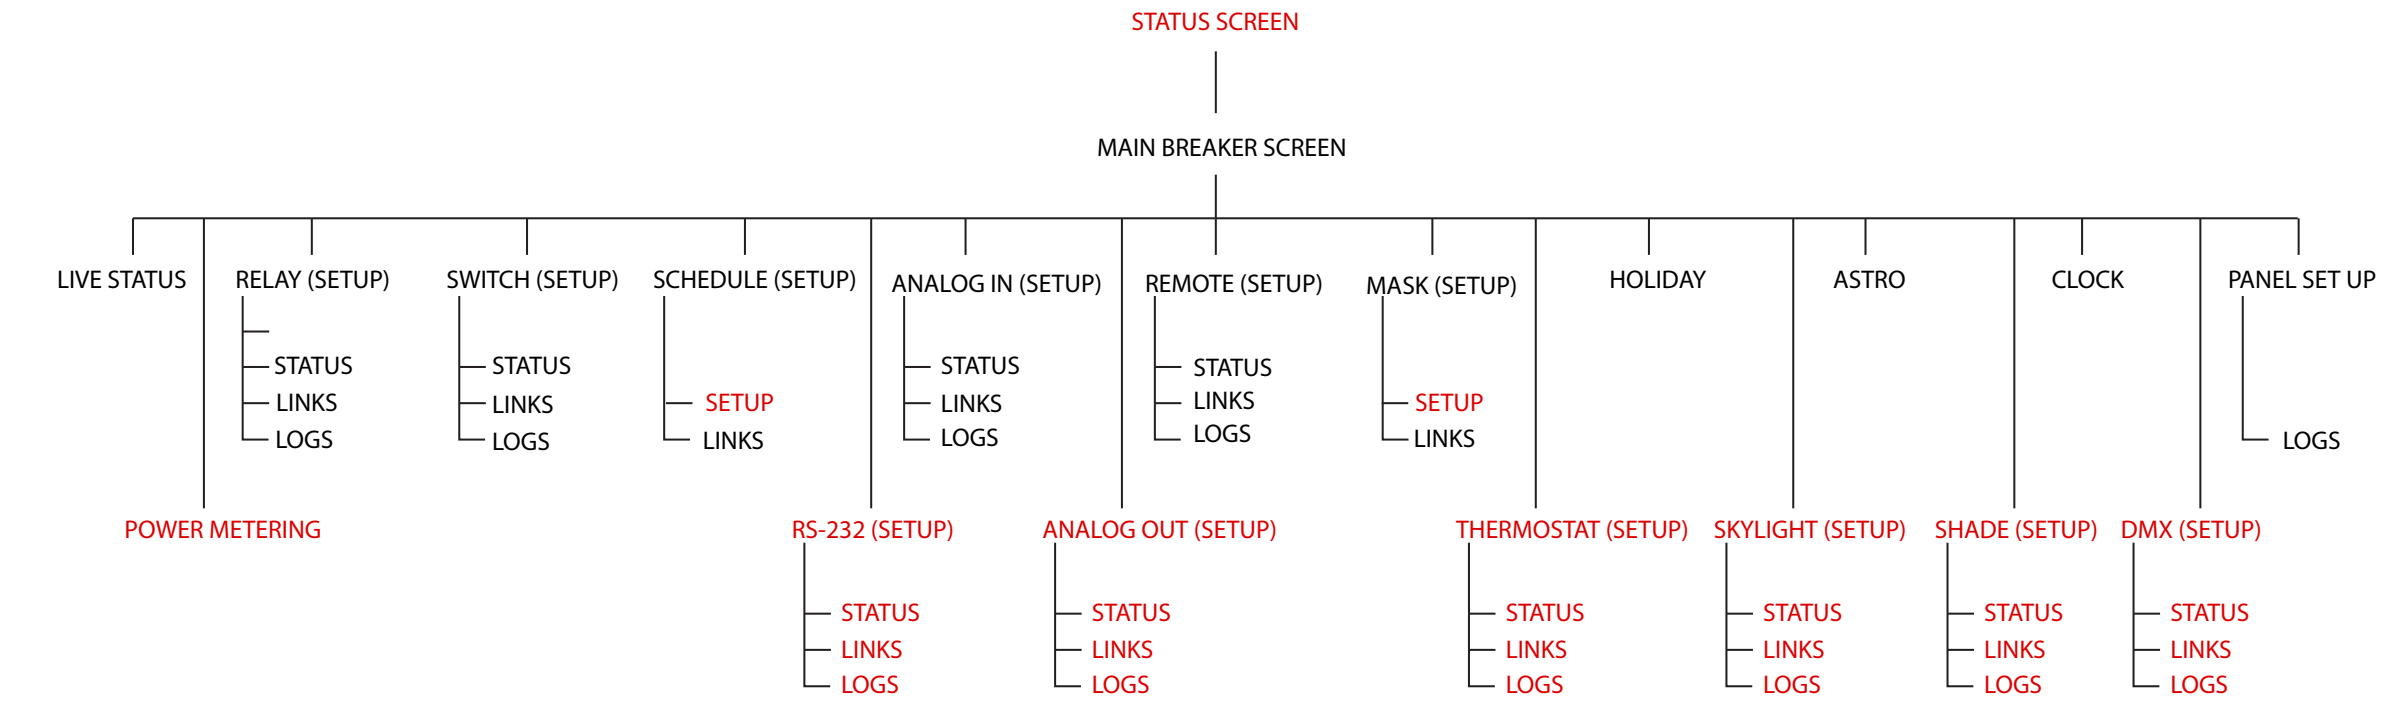 STATUS SCREEN
MAIN BREAKER SCREEN
LIVE STATUS
RELAY (SETUP)
STATUS
LINKS
LOGS
SWITCH (SETUP)
STATUS
LINKS
LOGS
SCHEDULE (SETUP)
SETUP
LINKS
ANALOG IN (SETUP)
STATUS
LINKS
LOGS
REMOTE (SETUP)
STATUS
LINKS
LOGS
MASK (SETUP)
SETUP
LINKS
HOLIDAY
ASTRO
CLOCK
PANEL SET UP
LOGS
POWER METERING
RS-232 (SETUP)
STATUS
LINKS
LOGS
ANALOG OUT (SETUP)
STATUS
LINKS
LOGS
THERMOSTAT (SETUP)
STATUS
LINKS
LOGS
SKYLIGHT (SETUP)
STATUS
LINKS
LOGS
SHADE (SETUP)
STATUS
LINKS
LOGS
DMX (SETUP)
STATUS
LINKS
LOGS